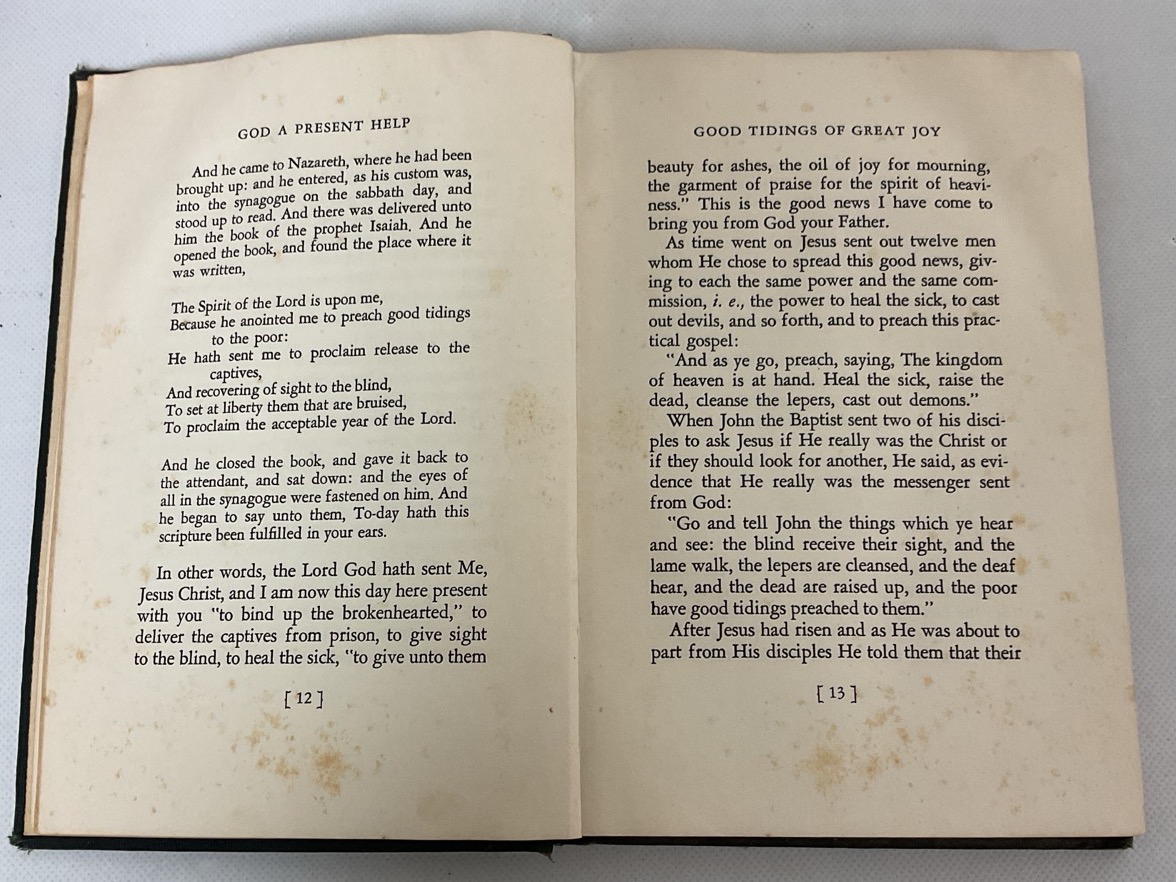 GOD A PRESENT HELP
And he came to Nazareth, where he had been
brought up: and he entered, as his custom was,
into the synagogue on the sabbath day, and
stood up to read. And there was delivered unto
him the book of the prophet Isaiah. And he
opened the book, and found the place where it
was written,
The Spirit of the Lord is upon me,
Because he anointed me to preach good tidings
to the poor:
He hath sent me to proclaim release to the
captives,
And recovering of sight to the blind,
To set at liberty them that are bruised,
To proclaim the acceptable year of the Lord.
And he closed the book, and gave it back to
the attendant, and sat down: and the eyes of
all in the synagogue were fastened on him. And
he began to say unto them, To-day hath this
scripture been fulfilled in your ears.
In other words, the Lord God hath sent Me,
Jesus Christ, and I am now this day here present
with you "to bind up the brokenhearted," to
deliver the captives from prison, to give sight
to the blind, to heal the sick, "to give unto them
[ 12 ]
GOOD TIDINGS OF GREAT JOY
beauty for ashes, the oil of joy for mourning,
the garment of praise for the spirit of heavi-
ness." This is the good news I have come to
bring you from God your Father.
As time went on Jesus sent out twelve men
whom He chose to spread this good news, giv-
ing to each the same power and the same com-
mission, i. e., the power to heal the sick, to cast
out devils, and so forth, and to preach this prac-
tical gospel:
"And as ye go, preach, saying, The kingdom
of heaven is at hand. Heal the sick, raise the
dead, cleanse the lepers, cast out demons."
When John the Baptist sent two of his disci-
ples to ask Jesus if He really was the Christ or
if they should look for another, He said, as evi-
dence that He really was the messenger sent
from God:
"Go and tell John the things which ye hear
and see: the blind receive their sight, and the
lame walk, the lepers are cleansed, and the deaf
hear, and the dead are raised up, and the poor
have good tidings preached to them."
After Jesus had risen and as He was about to
part from His disciples He told them that their
[ 13 ]